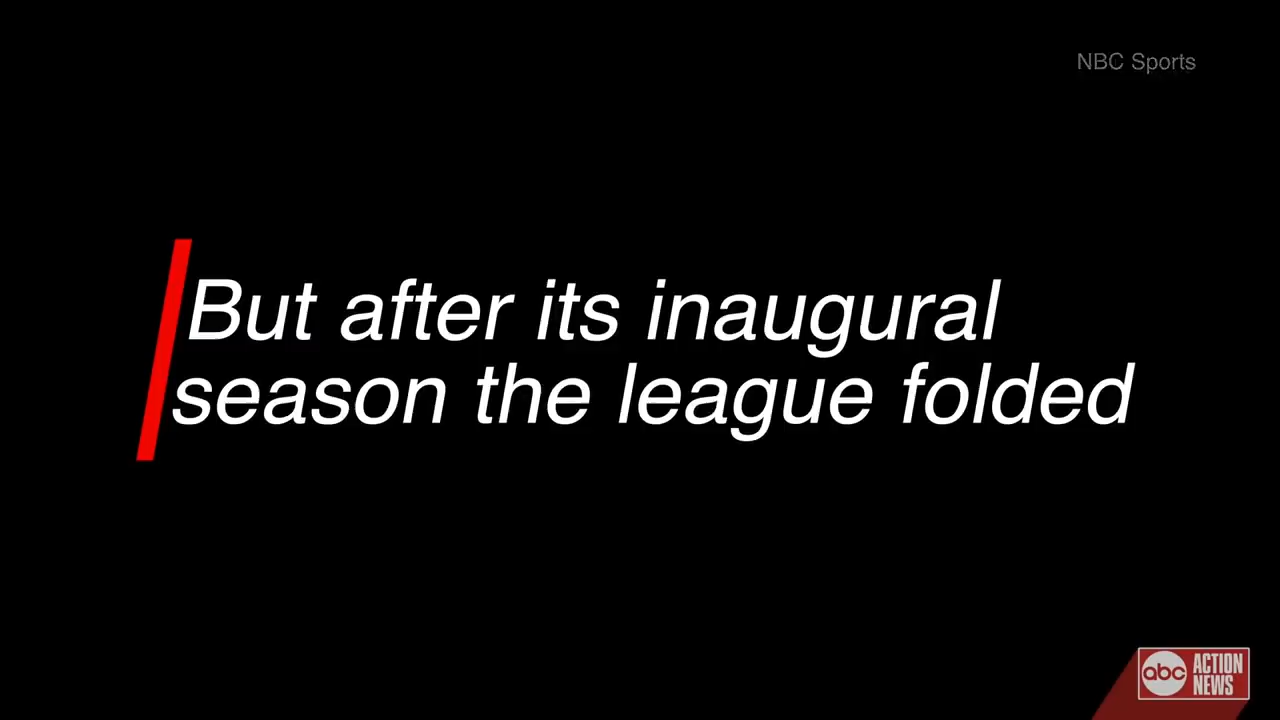 NBC Sports
But after its inaugural
season the league folded
abc ACTION
NEWS